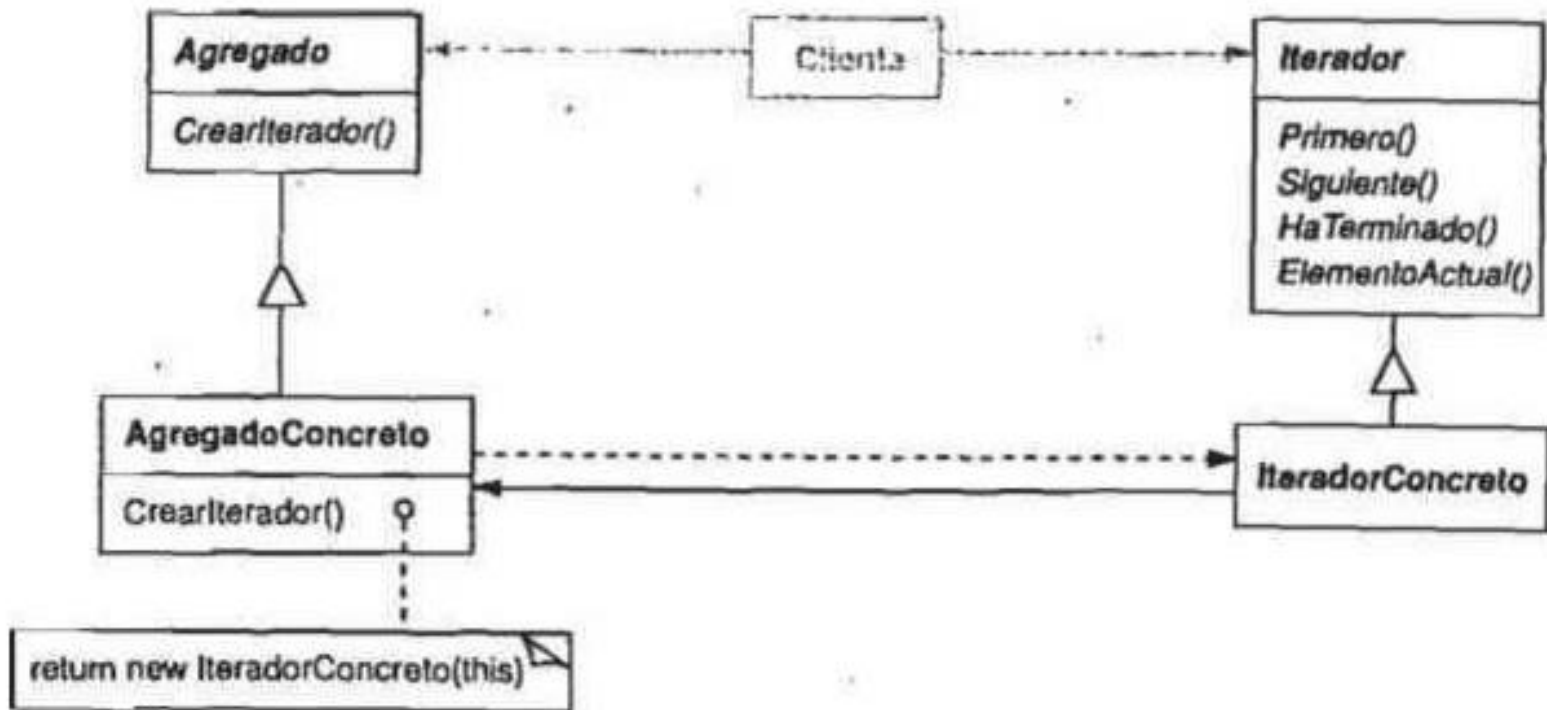 Agregado
CrearIterador()
Cliente
Iterador
Primero()
Siguiente()
HaTerminado()
ElementoActual()
AgregadoConcreto
CrearIterador()
IteradorConcreto
return new IteradorConcreto(this)